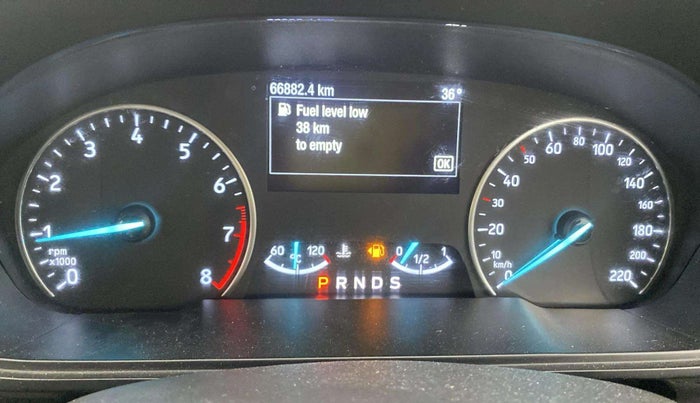 66882.4 km 36°
Fuel level low
38 km
to empty
OK
0 1 2 3 4 5 6 7 8
rpm
x1000
60 °C 120
0 1/2 1
P R N D S
0 10 20 30 40 50 60 80 100 120 140 160 180 200 220
km/h